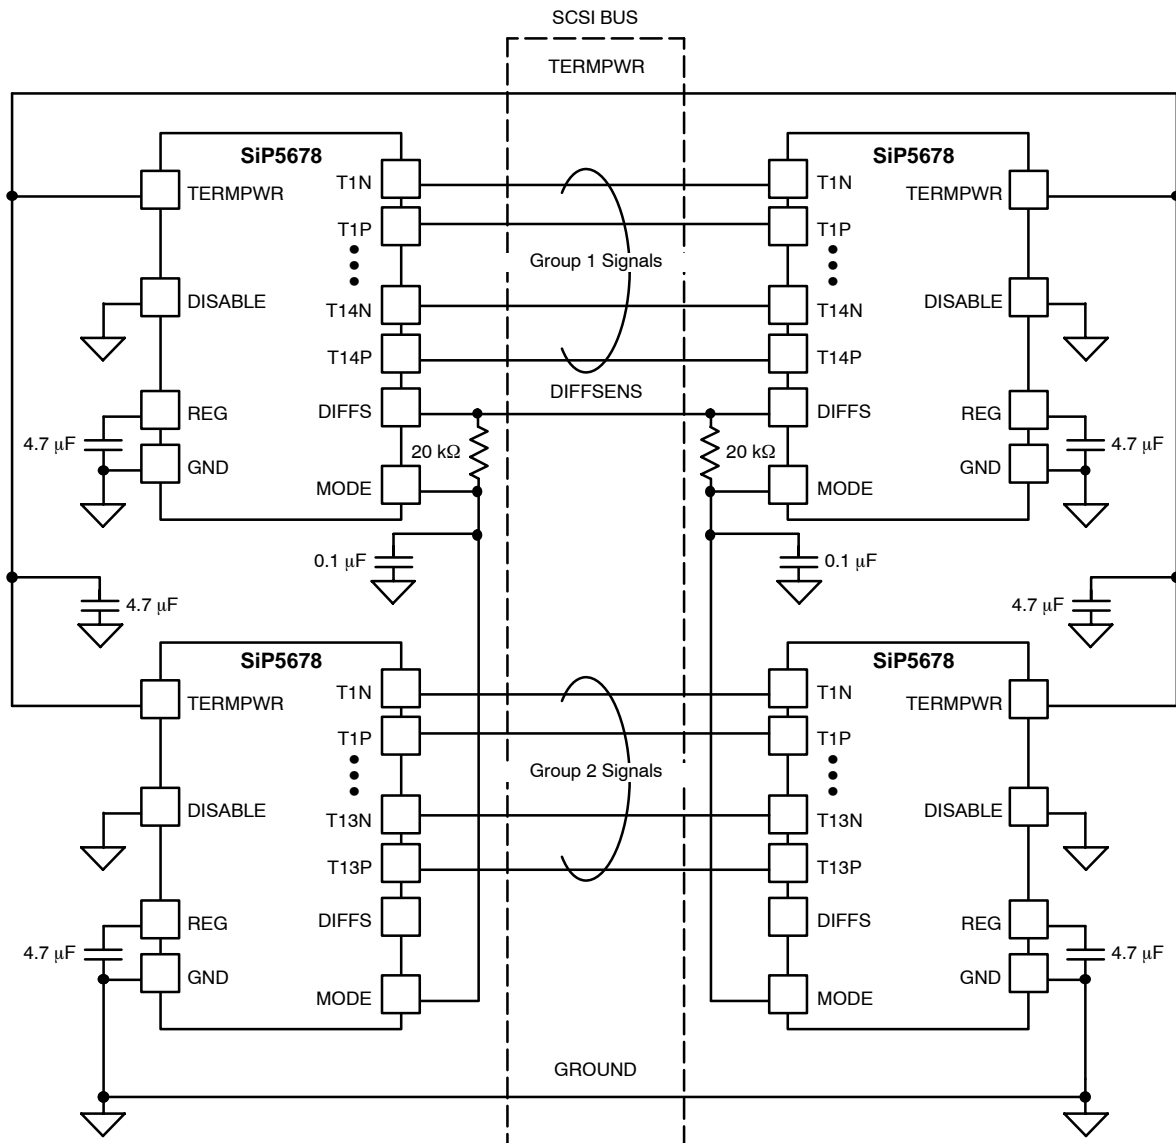 SCSI BUS
TERMPWR
SiP5678
SiP5678
TERMPWR
T1N
T1N
TERMPWR
T1P
T1P
Group 1 Signals
DISABLE
T14N
T14N
DISABLE
T14P
T14P
DIFFSENS
REG
DIFFS
DIFFS
REG
4.7 μF
20 kΩ
20 kΩ
4.7 μF
GND
GND
MODE
MODE
0.1 μF
0.1 μF
4.7 μF
4.7 μF
SiP5678
SiP5678
TERMPWR
T1N
T1N
TERMPWR
T1P
T1P
Group 2 Signals
DISABLE
T13N
T13N
DISABLE
T13P
T13P
REG
DIFFS
DIFFS
REG
4.7 μF
4.7 μF
GND
GND
MODE
MODE
GROUND